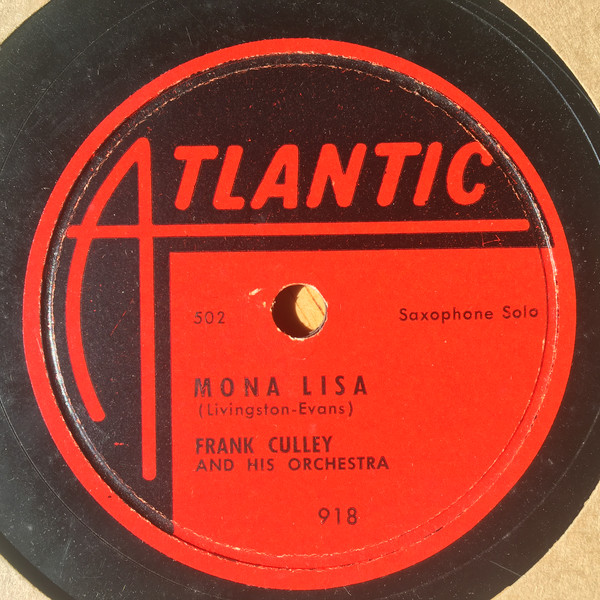 ATLANTIC
502
Saxophone Solo
MONA LISA
(Livingston-Evans)
FRANK CULLEY
AND HIS ORCHESTRA
918